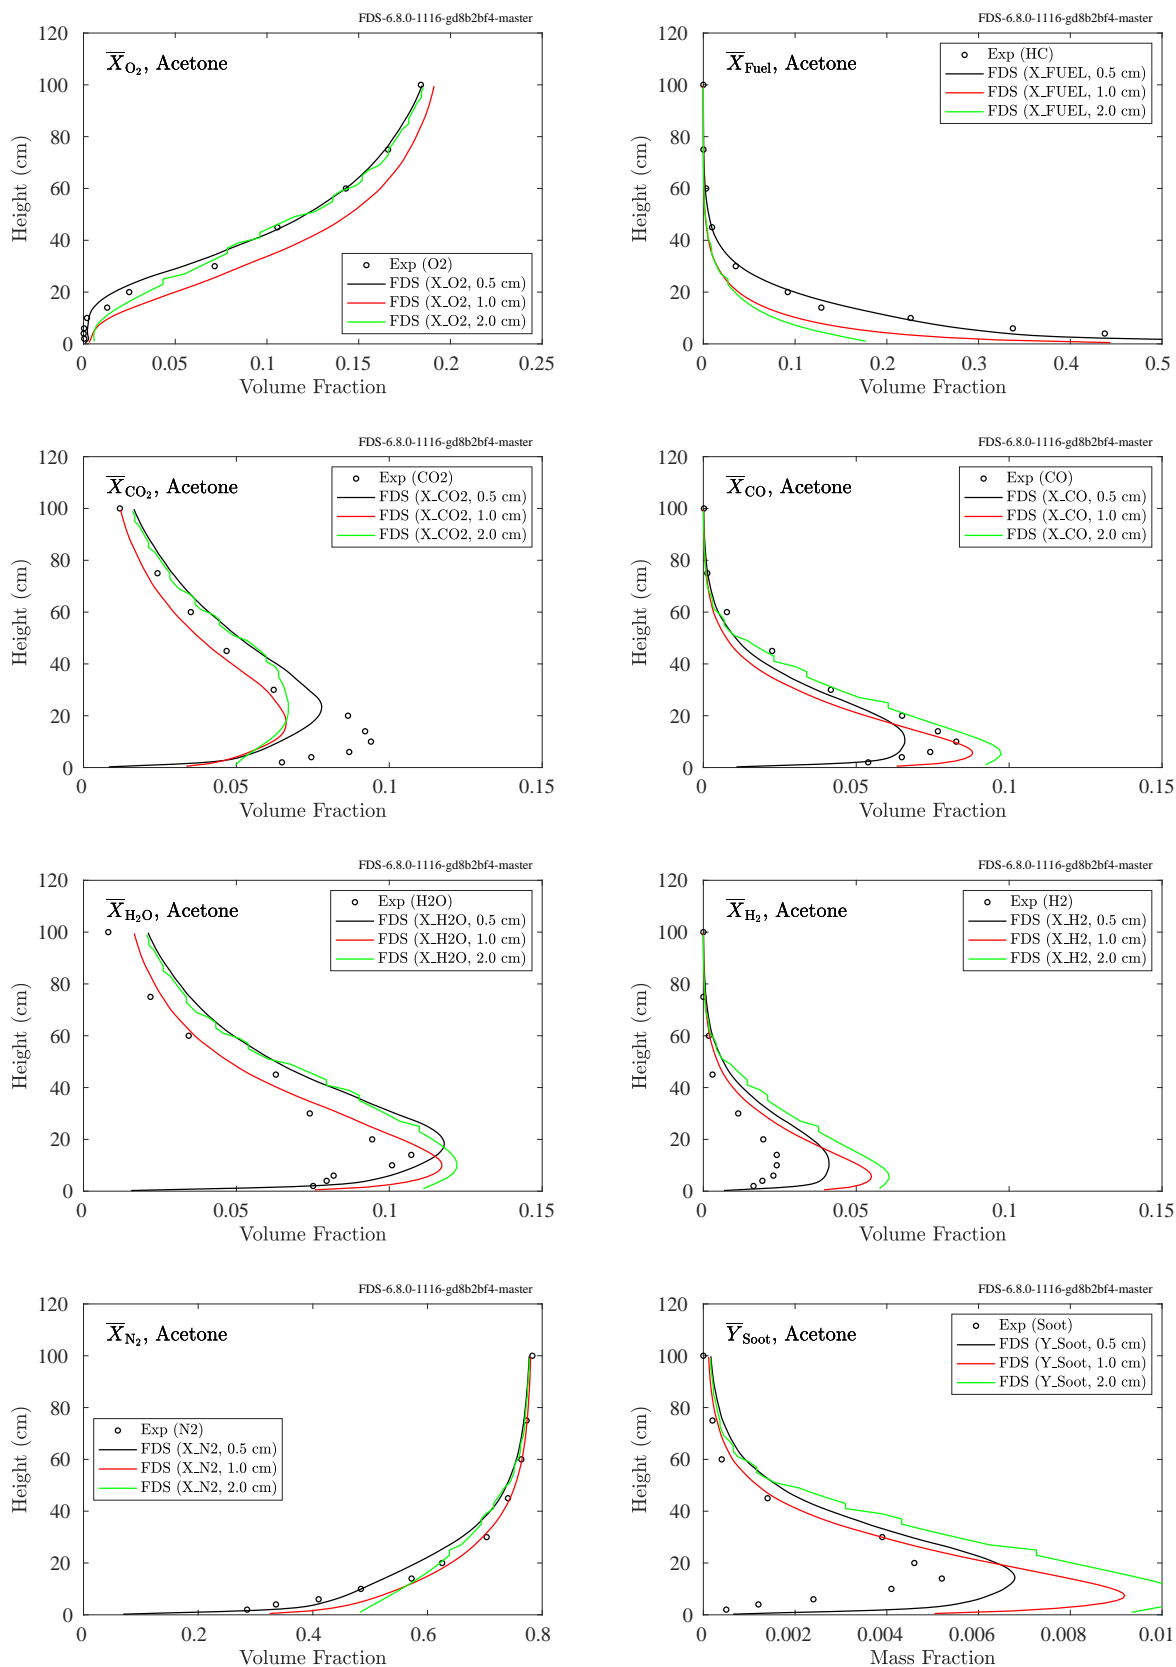 FDS-6.8.0-1116-gd8b2bf4-master
X̅O₂, Acetone
120
100
80
60
40
20
0
Height (cm)
Exp (O2)
FDS (X_O2, 0.5 cm)
FDS (X_O2, 1.0 cm)
FDS (X_O2, 2.0 cm)
0 0.05 0.1 0.15 0.2 0.25
Volume Fraction
X̅Fuel, Acetone
120
100
80
60
40
20
0
Height (cm)
Exp (HC)
FDS (X_FUEL, 0.5 cm)
FDS (X_FUEL, 1.0 cm)
FDS (X_FUEL, 2.0 cm)
0 0.1 0.2 0.3 0.4 0.5
Volume Fraction
FDS-6.8.0-1116-gd8b2bf4-master
X̅CO₂, Acetone
120
100
80
60
40
20
0
Height (cm)
Exp (CO2)
FDS (X_CO2, 0.5 cm)
FDS (X_CO2, 1.0 cm)
FDS (X_CO2, 2.0 cm)
0 0.05 0.1 0.15
Volume Fraction
FDS-6.8.0-1116-gd8b2bf4-master
X̅CO, Acetone
120
100
80
60
40
20
0
Height (cm)
Exp (CO)
FDS (X_CO, 0.5 cm)
FDS (X_CO, 1.0 cm)
FDS (X_CO, 2.0 cm)
0 0.05 0.1 0.15
Volume Fraction
FDS-6.8.0-1116-gd8b2bf4-master
X̅H₂O, Acetone
120
100
80
60
40
20
0
Height (cm)
Exp (H2O)
FDS (X_H2O, 0.5 cm)
FDS (X_H2O, 1.0 cm)
FDS (X_H2O, 2.0 cm)
0 0.05 0.1 0.15
Volume Fraction
FDS-6.8.0-1116-gd8b2bf4-master
X̅H₂, Acetone
120
100
80
60
40
20
0
Height (cm)
Exp (H2)
FDS (X_H2, 0.5 cm)
FDS (X_H2, 1.0 cm)
FDS (X_H2, 2.0 cm)
0 0.05 0.1 0.15
Volume Fraction
FDS-6.8.0-1116-gd8b2bf4-master
X̅N₂, Acetone
120
100
80
60
40
20
0
Height (cm)
Exp (N2)
FDS (X_N2, 0.5 cm)
FDS (X_N2, 1.0 cm)
FDS (X_N2, 2.0 cm)
0 0.2 0.4 0.6 0.8
Volume Fraction
FDS-6.8.0-1116-gd8b2bf4-master
Y̅Soot, Acetone
120
100
80
60
40
20
0
Height (cm)
Exp (Soot)
FDS (Y_Soot, 0.5 cm)
FDS (Y_Soot, 1.0 cm)
FDS (Y_Soot, 2.0 cm)
0 0.002 0.004 0.006 0.008 0.01
Mass Fraction